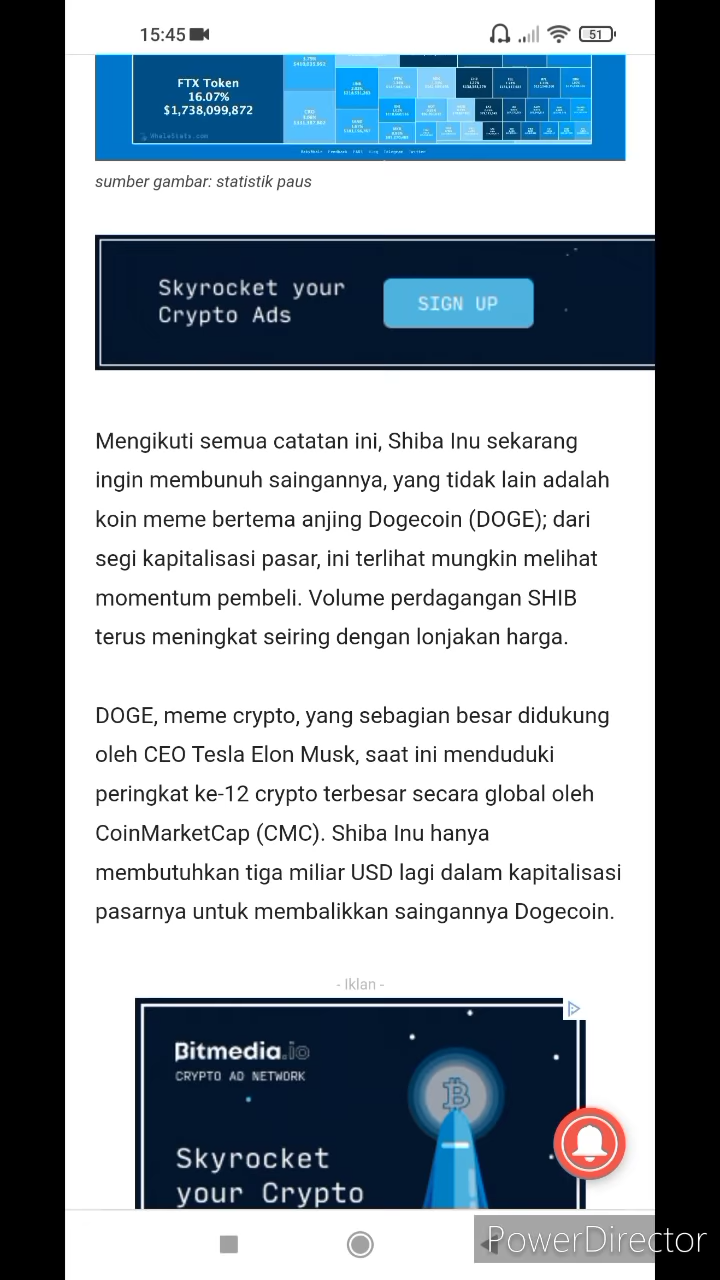 15:45
51
FTX Token
16.07%
$1,738,099,872
WhaleStats.com
sumber gambar: statistik paus
Skyrocket your
Crypto Ads
SIGN UP
Mengikuti semua catatan ini, Shiba Inu sekarang
ingin membunuh saingannya, yang tidak lain adalah
koin meme bertema anjing Dogecoin (DOGE); dari
segi kapitalisasi pasar, ini terlihat mungkin melihat
momentum pembeli. Volume perdagangan SHIB
terus meningkat seiring dengan lonjakan harga.
DOGE, meme crypto, yang sebagian besar didukung
oleh CEO Tesla Elon Musk, saat ini menduduki
peringkat ke-12 crypto terbesar secara global oleh
CoinMarketCap (CMC). Shiba Inu hanya
membutuhkan tiga miliar USD lagi dalam kapitalisasi
pasarnya untuk membalikkan saingannya Dogecoin.
- Iklan -
Bitmedia.io
CRYPTO AD NETWORK
Skyrocket
your Crypto
PowerDirector